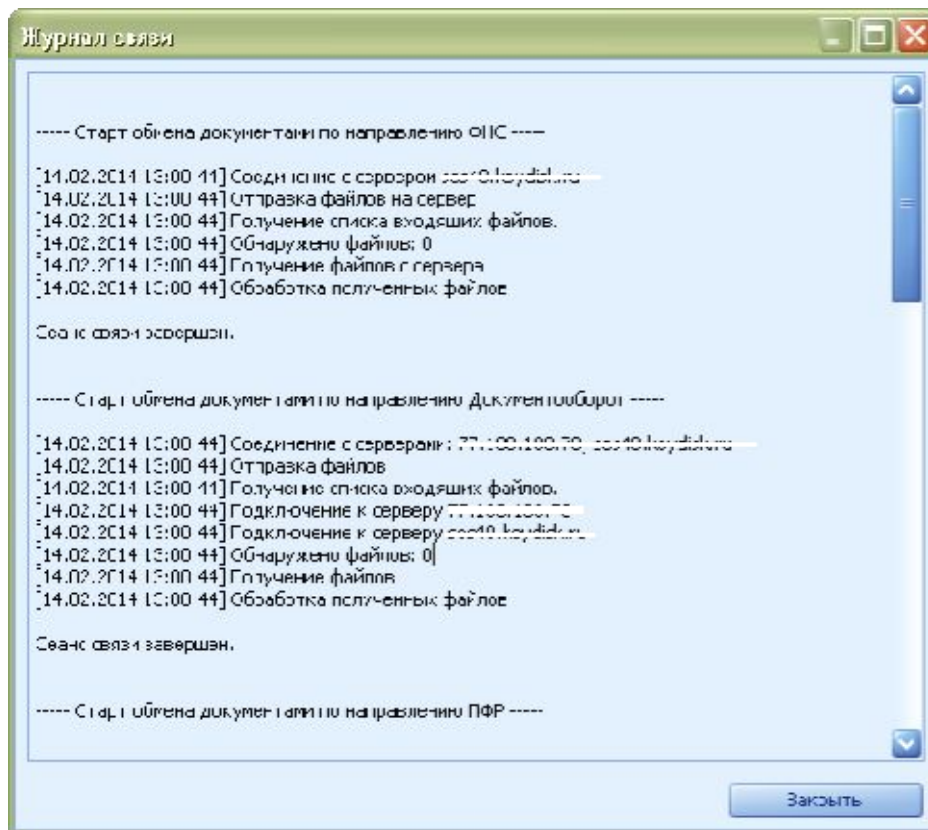 Журнал связи
----- Старт обмена документами по направлению ФНС -----
[14.02.2014 13:00 44] Соединение с сервером
[14.02.2014 13:00 44] Отправка файлов на сервер
[14.02.2014 13:00 44] Получение списка входящих файлов.
[14.02.2014 13:00 44] Обнаружено файлов: 0
[14.02.2014 13:00 44] Получение файлов с сервера
[14.02.2014 13:00 44] Обработка полученных файлов
Сеанс связи завершен.
----- Старт обмена документами по направлению Документооборот -----
[14.02.2014 13:00 44] Соединение с серверами:
[14.02.2014 13:00 44] Отправка файлов
[14.02.2014 13:00 44] Получение списка входящих файлов.
[14.02.2014 13:00 44] Подключение к серверу
[14.02.2014 13:00 44] Подключение к серверу
[14.02.2014 13:00 44] Обнаружено файлов: 0
[14.02.2014 13:00 44] Получение файлов
[14.02.2014 13:00 44] Обработка полученных файлов
Сеанс связи завершен.
----- Старт обмена документами по направлению ПФР -----
Закрыть